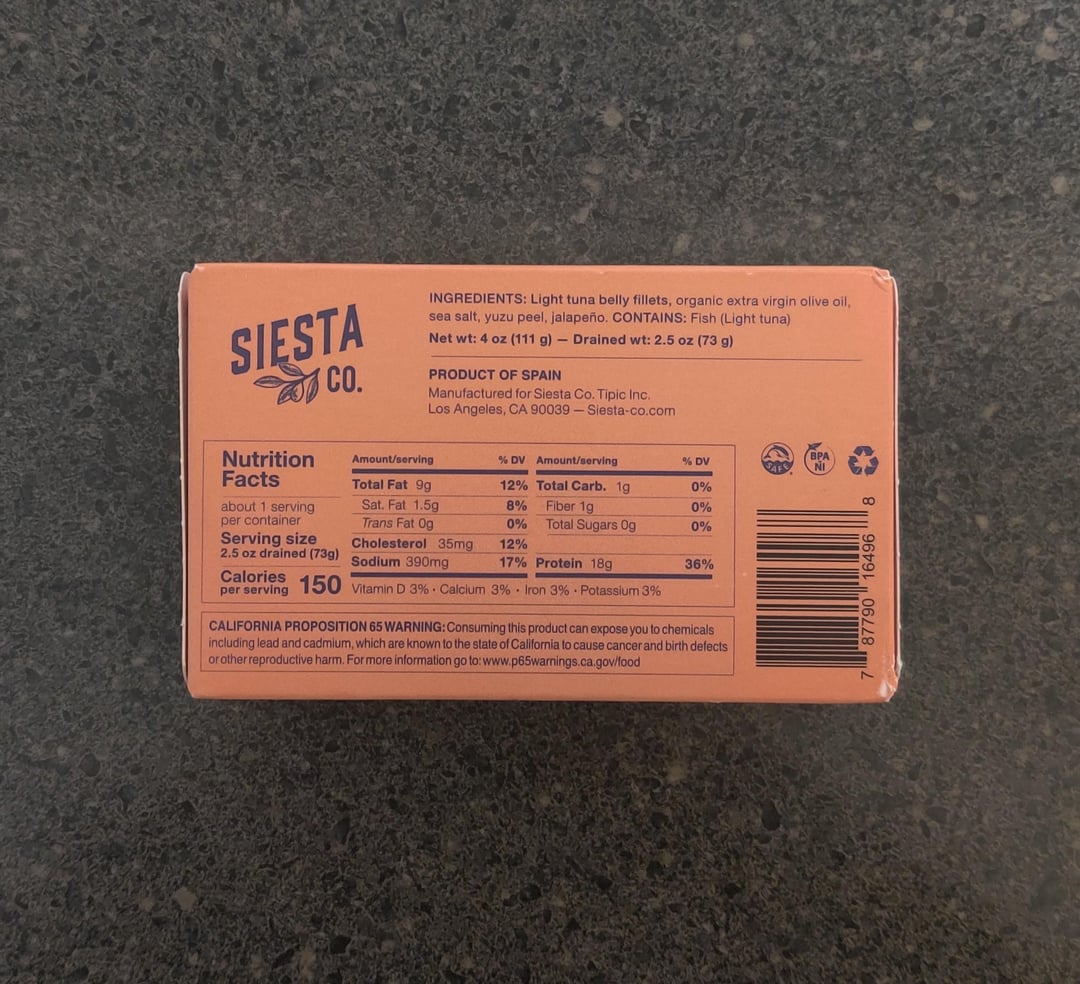 SIESTA
CO.
INGREDIENTS: Light tuna belly fillets, organic extra virgin olive oil,
sea salt, yuzu peel, jalapeño. CONTAINS: Fish (Light tuna)
Net wt: 4 oz (111 g) — Drained wt: 2.5 oz (73 g)
PRODUCT OF SPAIN
Manufactured for Siesta Co. Tipic Inc.
Los Angeles, CA 90039 — Siesta-co.com
Nutrition
Facts
about 1 serving
per container
Serving size
2.5 oz drained (73g)
Calories
per serving 150
Amount/serving % DV
Total Fat 9g 12%
Sat. Fat 1.5g 8%
Trans Fat 0g 0%
Cholesterol 35mg 12%
Sodium 390mg 17%
Amount/serving % DV
Total Carb. 1g 0%
Fiber 1g 0%
Total Sugars 0g 0%
Protein 18g 36%
Vitamin D 3% · Calcium 3% · Iron 3% · Potassium 3%
SAFE
BPA
NI
CALIFORNIA PROPOSITION 65 WARNING: Consuming this product can expose you to chemicals
including lead and cadmium, which are known to the state of California to cause cancer and birth defects
or other reproductive harm. For more information go to: www.p65warnings.ca.gov/food
7 87790 16496 8